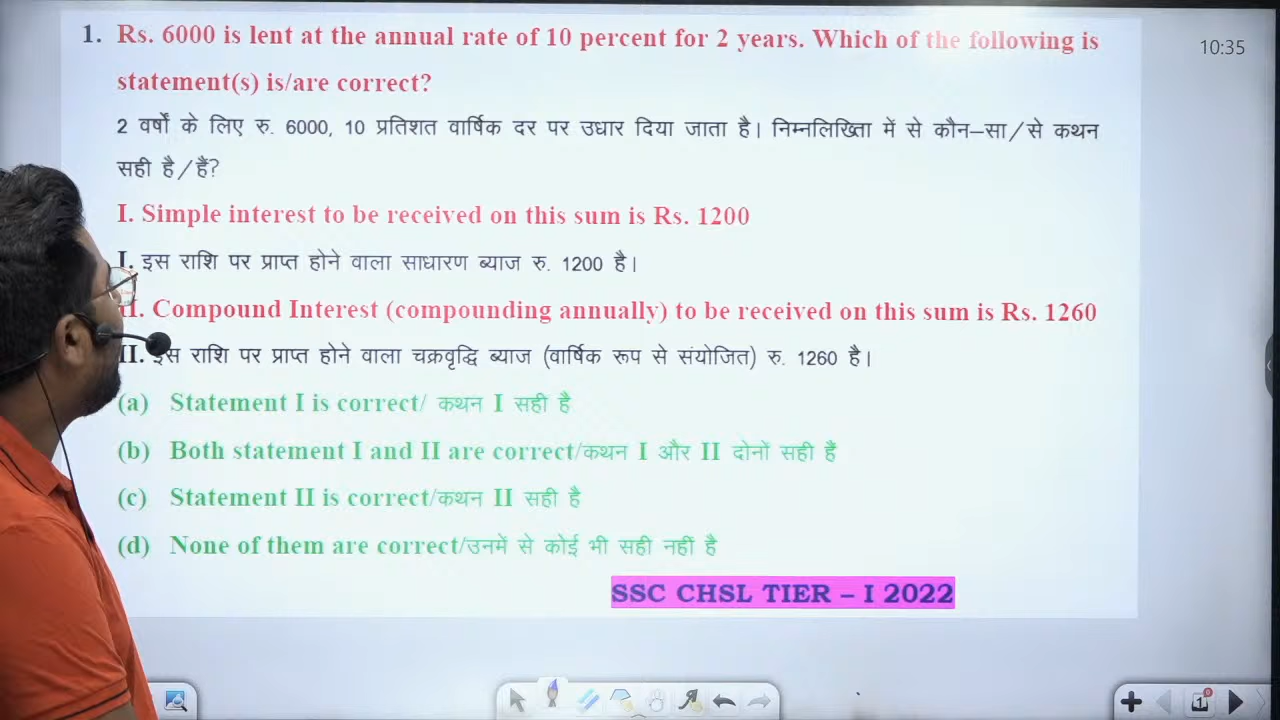 1. Rs. 6000 is lent at the annual rate of 10 percent for 2 years. Which of the following is
10:35
statement(s) is/are correct?
2 वर्षों के लिए रु. 6000, 10 प्रतिशत वार्षिक दर पर उधार दिया जाता है। निम्नलिखिता में से कौन–सा/से कथन
सही है/हैं?
I. Simple interest to be received on this sum is Rs. 1200
I. इस राशि पर प्राप्त होने वाला साधारण ब्याज रु. 1200 है।
II. Compound Interest (compounding annually) to be received on this sum is Rs. 1260
II. इस राशि पर प्राप्त होने वाला चक्रवृद्धि ब्याज (वार्षिक रूप से संयोजित) रु. 1260 है।
(a) Statement I is correct/ कथन I सही है
(b) Both statement I and II are correct/कथन I और II दोनों सही हैं
(c) Statement II is correct/कथन II सही है
(d) None of them are correct/उनमें से कोई भी सही नहीं है
SSC CHSL TIER – I 2022
1